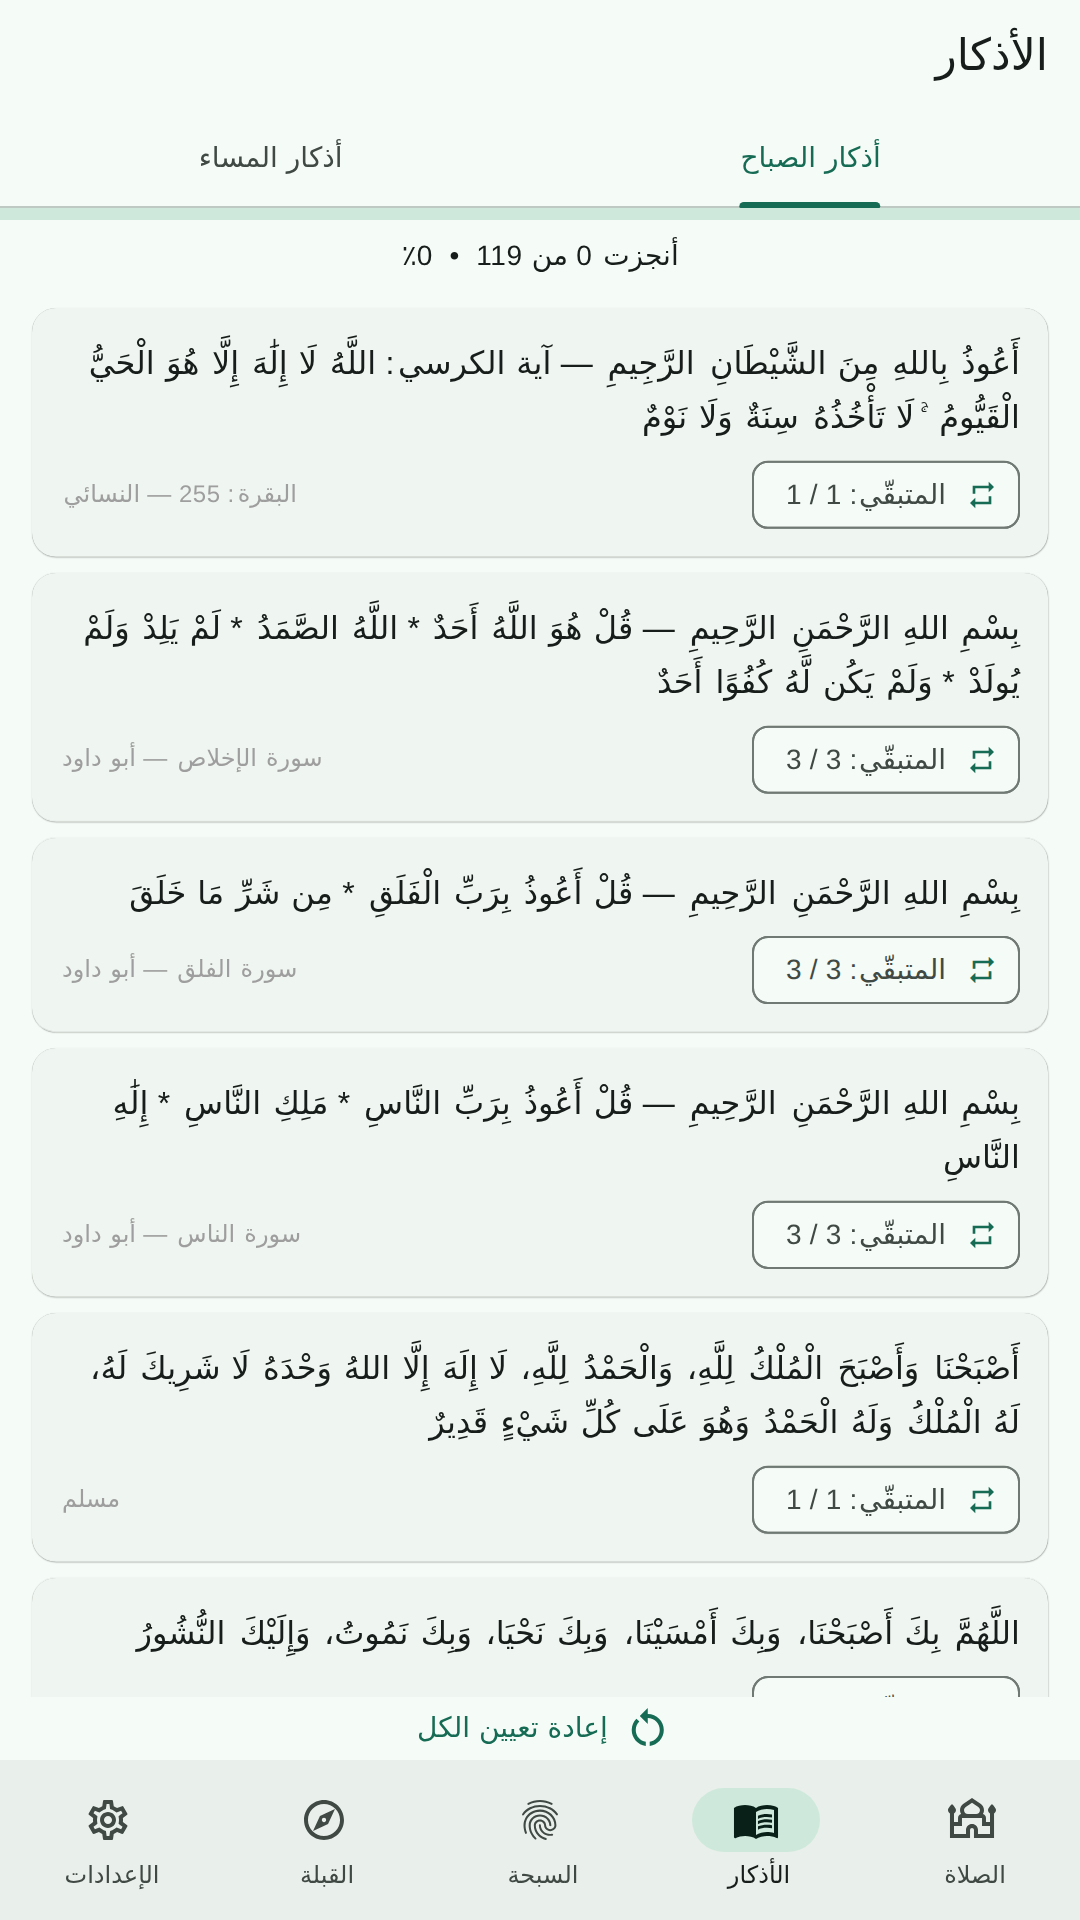 الأذكار
أذكار الصباح
أذكار المساء
أنجزت 0 من 119 • 0٪
أَعُوذُ بِاللهِ مِنَ الشَّيْطَانِ الرَّجِيمِ — آية الكرسي: اللَّهُ لَا إِلَٰهَ إِلَّا هُوَ الْحَيُّ
الْقَيُّومُ ۚ لَا تَأْخُذُهُ سِنَةٌ وَلَا نَوْمٌ
المتبقّي: 1 / 1
البقرة: 255 — النسائي
بِسْمِ اللهِ الرَّحْمَنِ الرَّحِيمِ — قُلْ هُوَ اللَّهُ أَحَدٌ * اللَّهُ الصَّمَدُ * لَمْ يَلِدْ وَلَمْ
يُولَدْ * وَلَمْ يَكُن لَّهُ كُفُوًا أَحَدٌ
المتبقّي: 3 / 3
سورة الإخلاص — أبو داود
بِسْمِ اللهِ الرَّحْمَنِ الرَّحِيمِ — قُلْ أَعُوذُ بِرَبِّ الْفَلَقِ * مِن شَرِّ مَا خَلَقَ
المتبقّي: 3 / 3
سورة الفلق — أبو داود
بِسْمِ اللهِ الرَّحْمَنِ الرَّحِيمِ — قُلْ أَعُوذُ بِرَبِّ النَّاسِ * مَلِكِ النَّاسِ * إِلَٰهِ
النَّاسِ
المتبقّي: 3 / 3
سورة الناس — أبو داود
أَصْبَحْنَا وَأَصْبَحَ الْمُلْكُ لِلَّهِ، وَالْحَمْدُ لِلَّهِ، لَا إِلَهَ إِلَّا اللهُ وَحْدَهُ لَا شَرِيكَ لَهُ،
لَهُ الْمُلْكُ وَلَهُ الْحَمْدُ وَهُوَ عَلَى كُلِّ شَيْءٍ قَدِيرٌ
المتبقّي: 1 / 1
مسلم
اللَّهُمَّ بِكَ أَصْبَحْنَا، وَبِكَ أَمْسَيْنَا، وَبِكَ نَحْيَا، وَبِكَ نَمُوتُ، وَإِلَيْكَ النُّشُورُ
إعادة تعيين الكل
الصلاة
الأذكار
السبحة
القبلة
الإعدادات